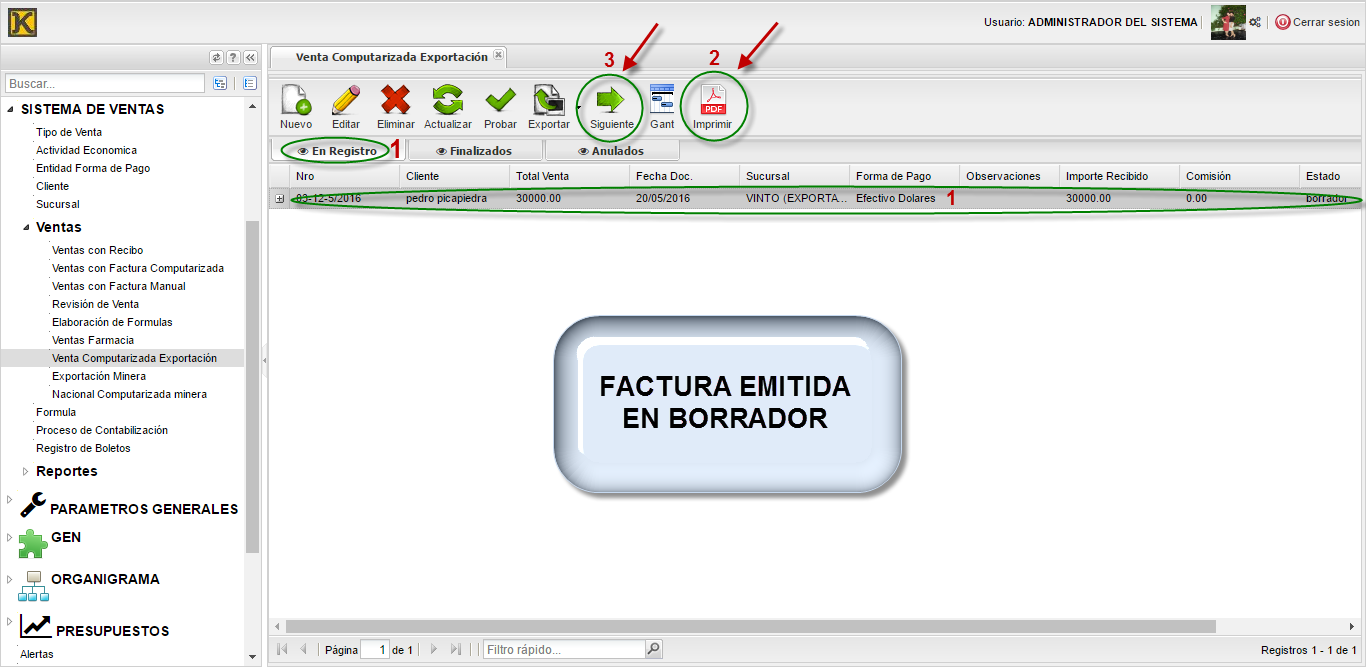 K
Usuario: ADMINISTRADOR DEL SISTEMA
Cerrar sesion
Buscar...
SISTEMA DE VENTAS
Tipo de Venta
Actividad Economica
Entidad Forma de Pago
Cliente
Sucursal
Ventas
Ventas con Recibo
Ventas con Factura Computarizada
Ventas con Factura Manual
Revisión de Venta
Elaboración de Formulas
Ventas Farmacia
Venta Computarizada Exportación
Exportación Minera
Nacional Computarizada minera
Formula
Proceso de Contabilización
Registro de Boletos
Reportes
PARAMETROS GENERALES
GEN
ORGANIGRAMA
PRESUPUESTOS
Alertas
Venta Computarizada Exportación
3 2
PDF
Nuevo Editar Eliminar Actualizar Probar Exportar Siguiente Gant Imprimir
En Registro 1 Finalizados Anulados
Nro Cliente Total Venta Fecha Doc. Sucursal Forma de Pago Observaciones Importe Recibido Comisión Estado
03-12-5/2016 pedro picapiedra 30000.00 20/05/2016 VINTO (EXPORTA... Efectivo Dolares 1 30000.00 0.00 borrador
FACTURA EMITIDA
EN BORRADOR
Página 1 de 1 Filtro rápido... Registros 1 - 1 de 1